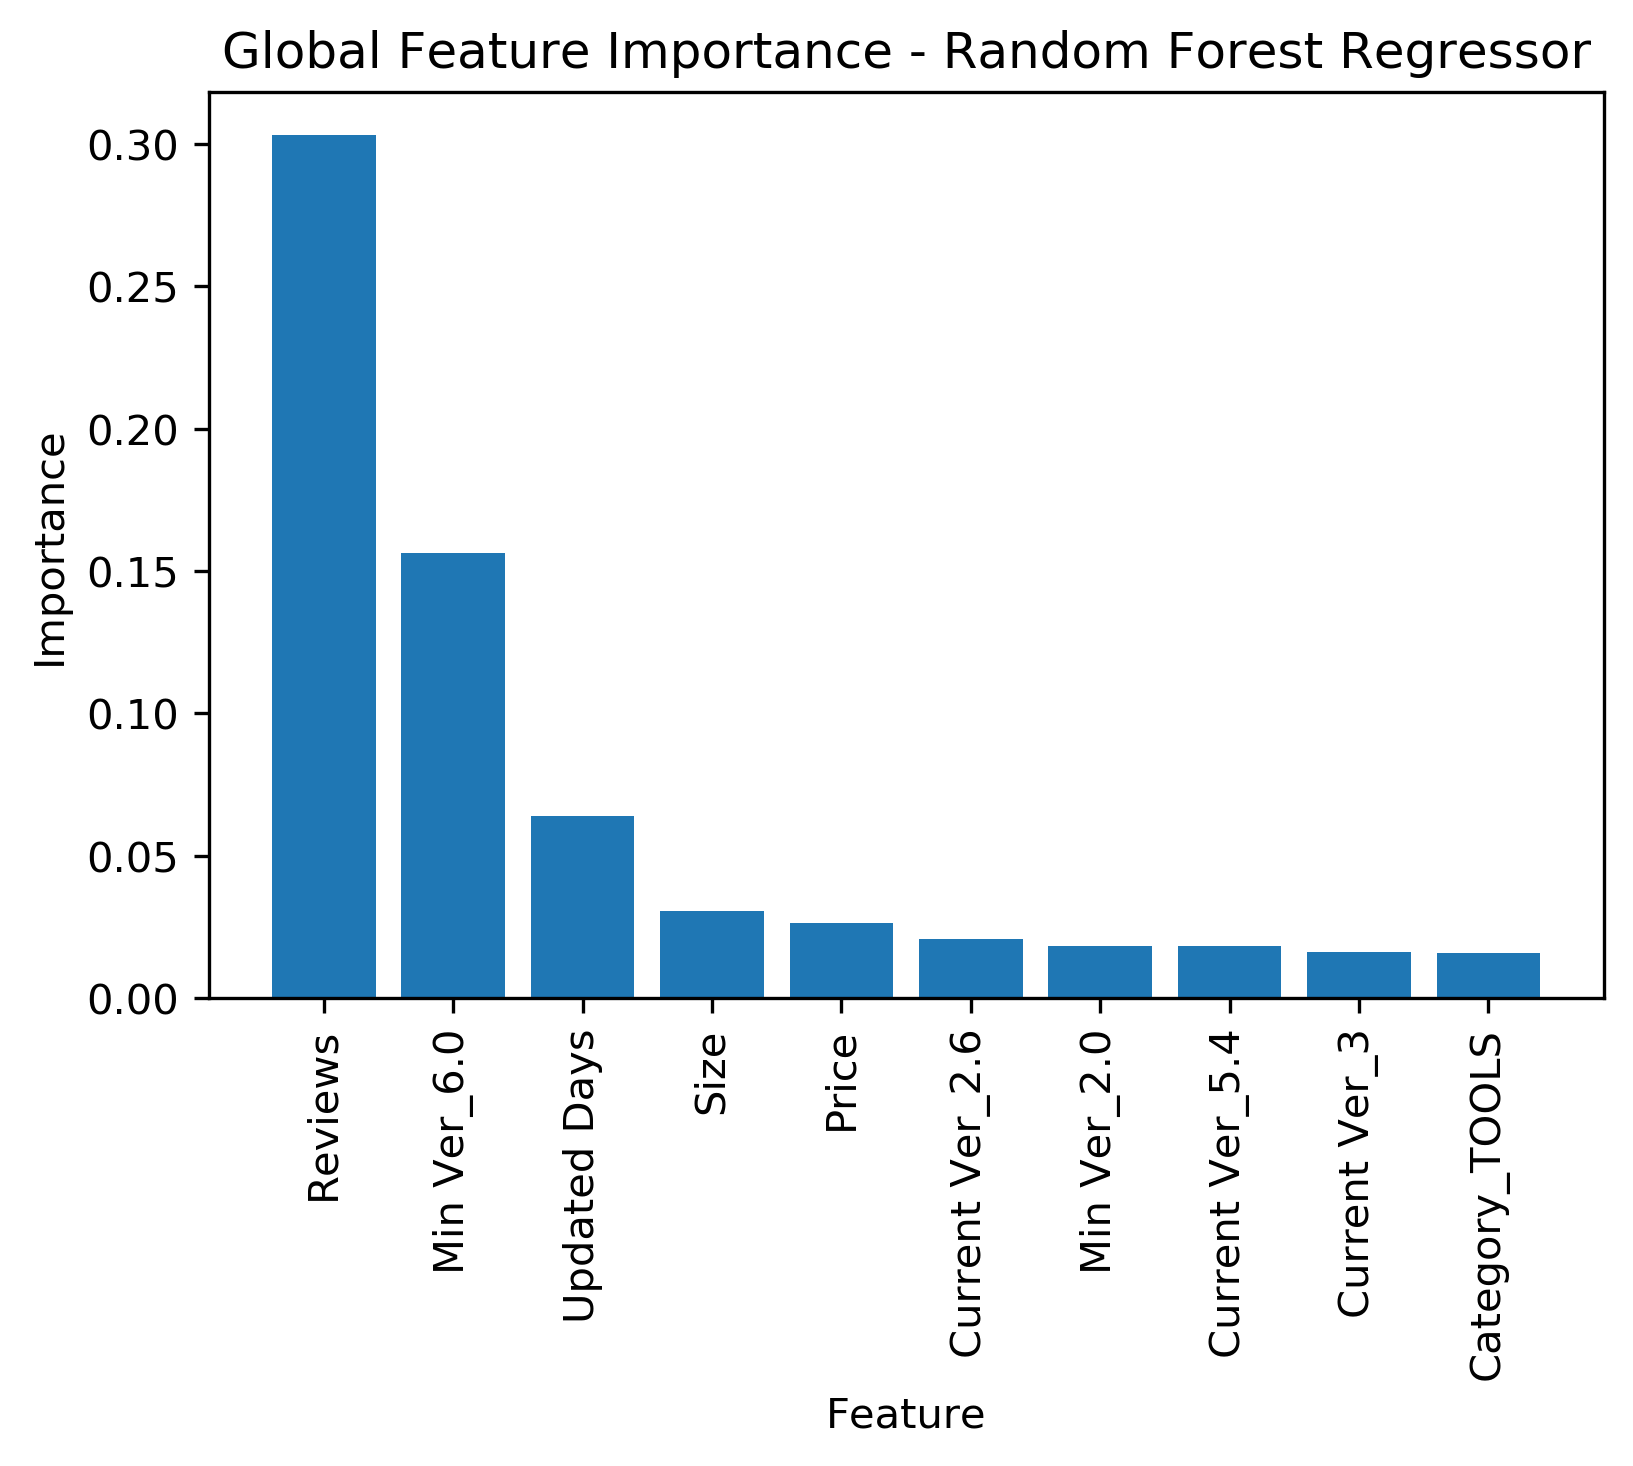 Global Feature Importance - Random Forest Regressor
0.30
0.25
0.20
0.15
0.10
0.05
0.00
Importance
Reviews
Min Ver_6.0
Updated Days
Size
Price
Current Ver_2.6
Min Ver_2.0
Current Ver_5.4
Current Ver_3
Category_TOOLS
Feature